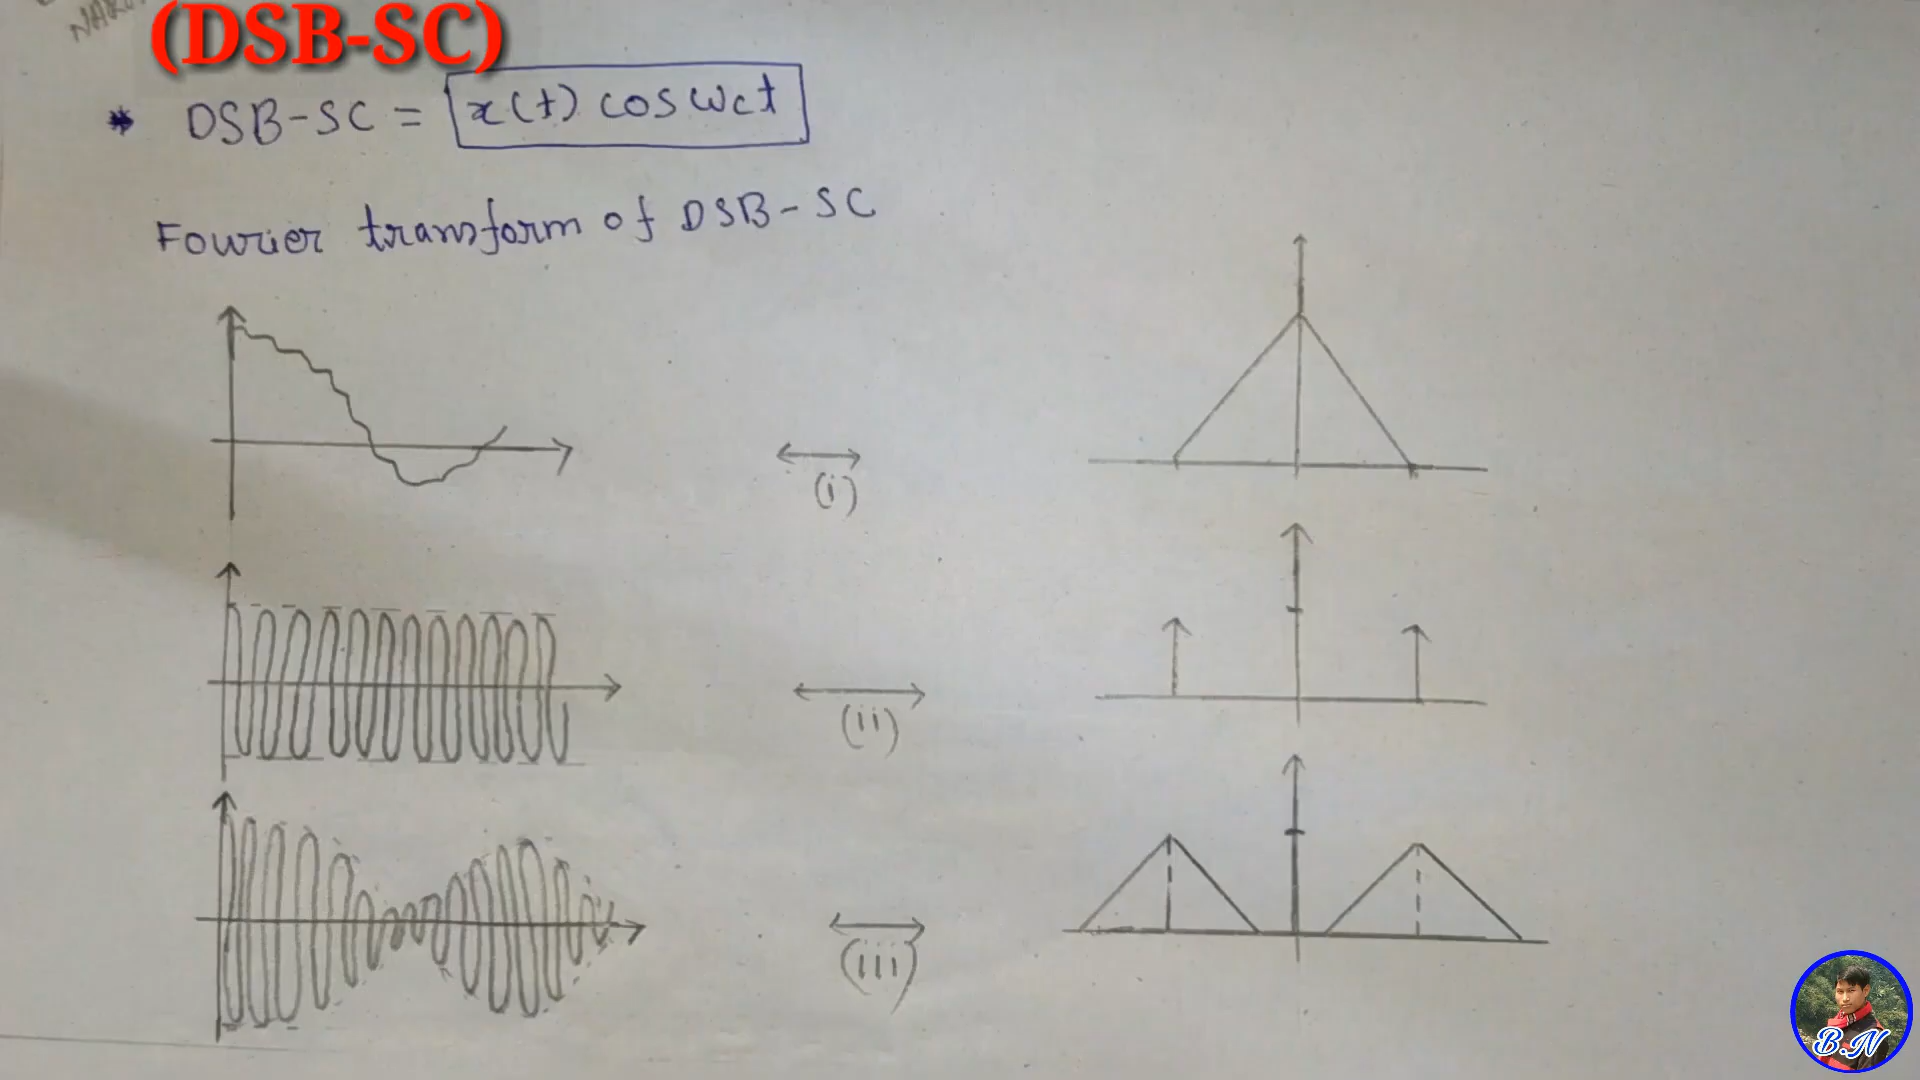 (DSB-SC)
* DSB-SC = x(t) cos ωct
Fourier transform of DSB-SC
(i)
(ii)
(iii)
B.N